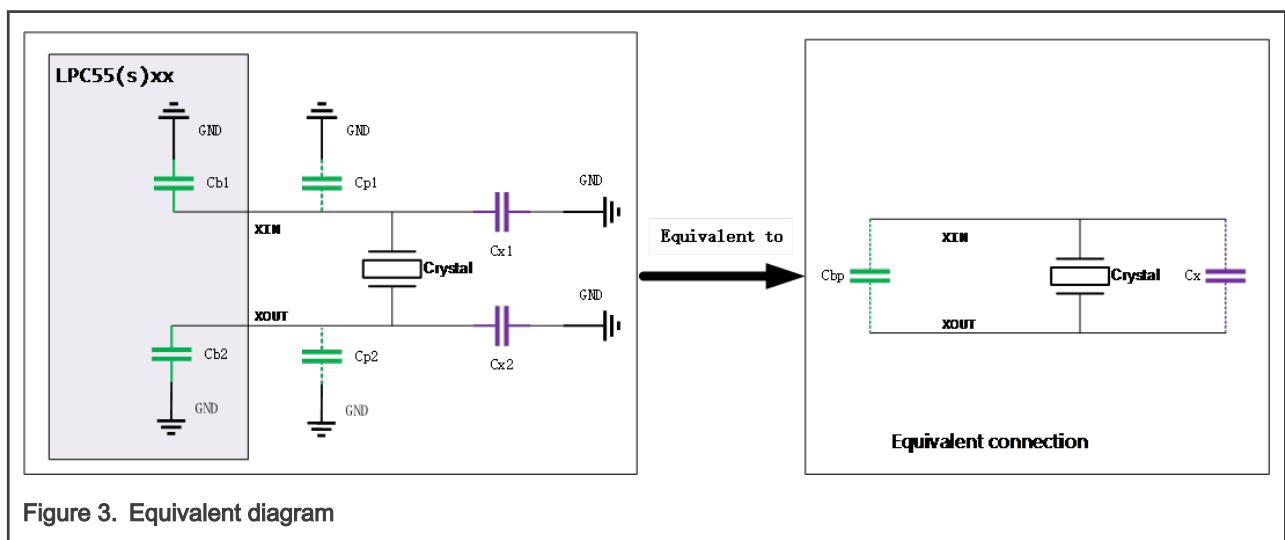 LPC55(s)xx
GND
GND
Cb1
Cp1
GND
XIN
Cx1
Crystal
GND
XOUT
Cb2
Cp2
Cx2
GND
GND
Equivalent to
XIN
Cbp
Crystal
Cx
XOUT
Equivalent connection
Figure 3. Equivalent diagram